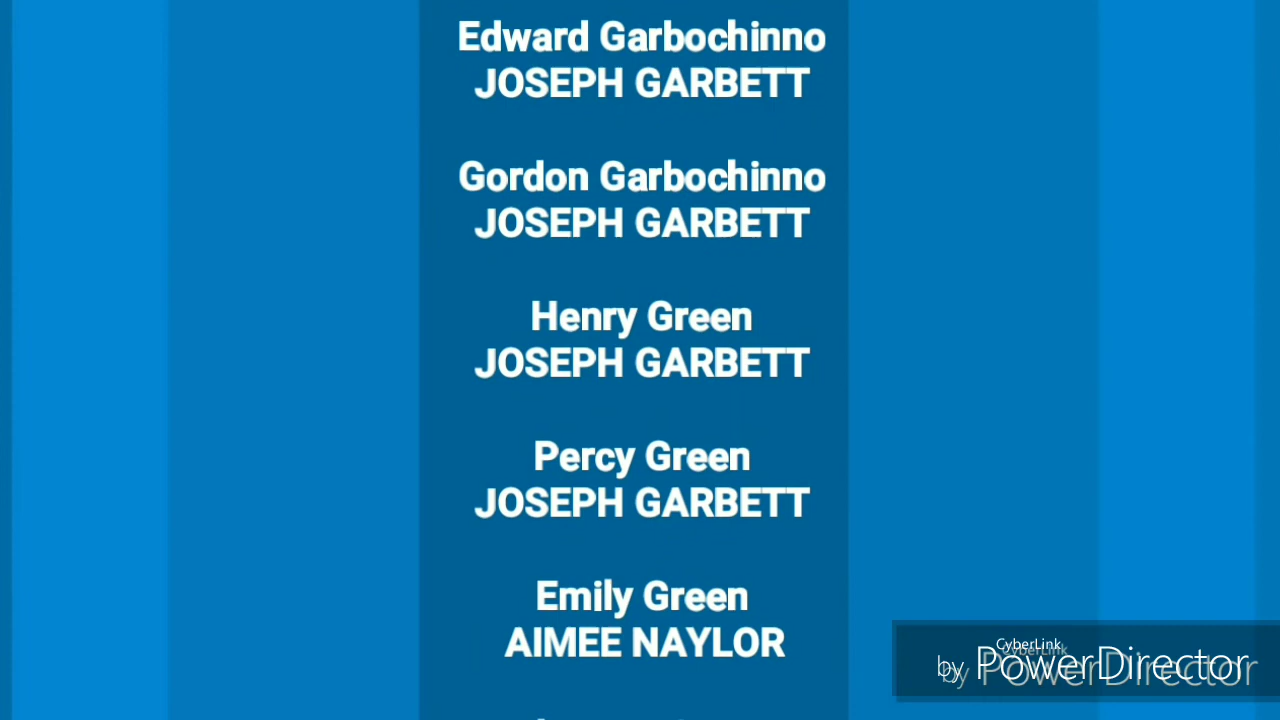 Edward Garbochinno
JOSEPH GARBETT
Gordon Garbochinno
JOSEPH GARBETT
Henry Green
JOSEPH GARBETT
Percy Green
JOSEPH GARBETT
Emily Green
AIMEE NAYLOR
CyberLink
by PowerDirector